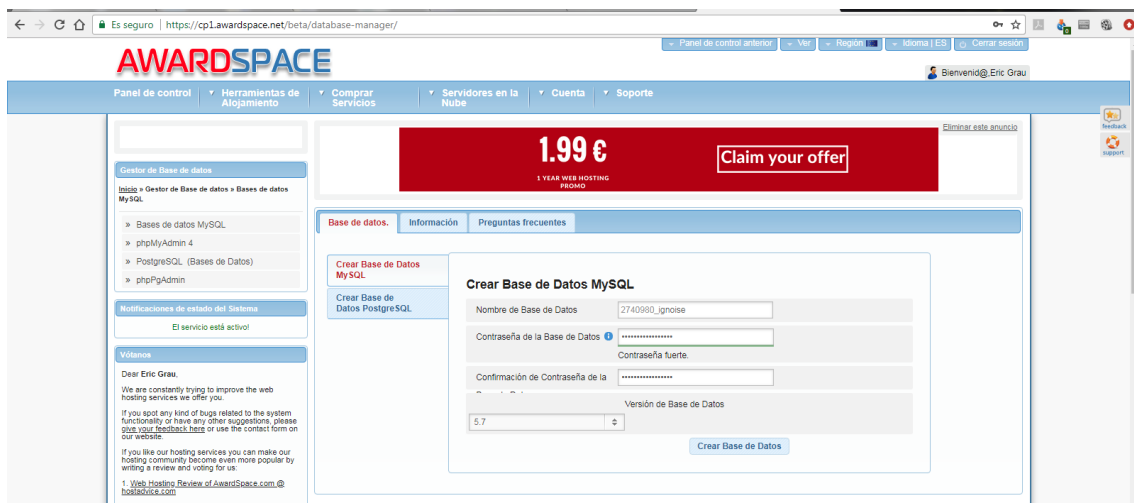 Es seguro | https://cp1.awardspace.net/beta/database-manager/
Panel de control anterior Ver Región Idioma | ES Cerrar sesión
AWARDSPACE
Bienvenid@,Eric Grau
Panel de control Herramientas de Alojamiento Comprar Servicios Servidores en la Nube Cuenta Soporte
feedback
support
Eliminar este anuncio
1.99 €
1 YEAR WEB HOSTING
PROMO
Claim your offer
Gestor de Base de datos
Inicio » Gestor de Base de datos » Bases de datos
MySQL
» Bases de datos MySQL
» phpMyAdmin 4
» PostgreSQL (Bases de Datos)
» phpPgAdmin
Notificaciones de estado del Sistema
El servicio está activo!
Vótanos
Dear Eric Grau,
We are constantly trying to improve the web
hosting services we offer you.
If you spot any kind of bugs related to the system
functionality or have any other suggestions, please
give your feedback here or use the contact form on
our website.
If you like our hosting services you can make our
hosting community become even more popular by
writing a review and voting for us:
1. Web Hosting Review of AwardSpace.com @
hostadvice.com
Base de datos. Información Preguntas frecuentes
Crear Base de Datos
MySQL
Crear Base de
Datos PostgreSQL
Crear Base de Datos MySQL
Nombre de Base de Datos 2740980_ignoise
Contraseña de la Base de Datos ••••••••••••••••
Contraseña fuerte.
Confirmación de Contraseña de la ••••••••••••••••
Versión de Base de Datos
5.7
Crear Base de Datos